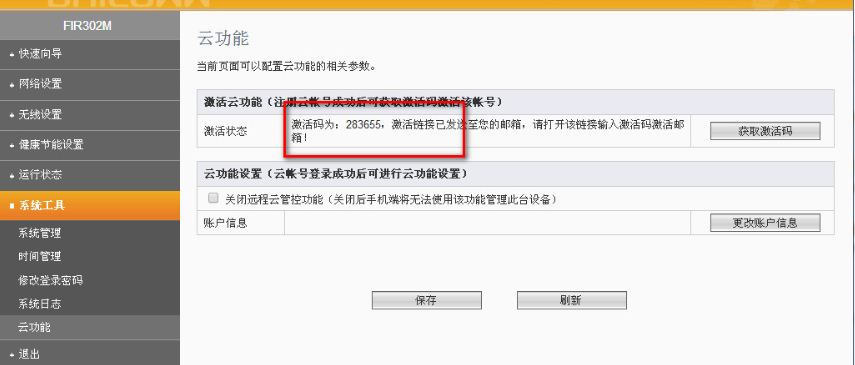 FIR302M
快速向导
网络设置
无线设置
健康节能设置
运行状态
系统工具
系统管理
时间管理
修改登录密码
系统日志
云功能
退出
云功能
当前页面可以配置云功能的相关参数。
激活云功能（注册云帐号成功后可获取激活码激活该帐号）
激活状态
激活码为：283655，激活链接已发送至您的邮箱，请打开该链接输入激活码激活邮
箱！
获取激活码
云功能设置（云帐号登录成功后可进行云功能设置）
关闭远程云管控功能（关闭后手机端将无法使用该功能管理此台设备）
账户信息
更改账户信息
保存
刷新